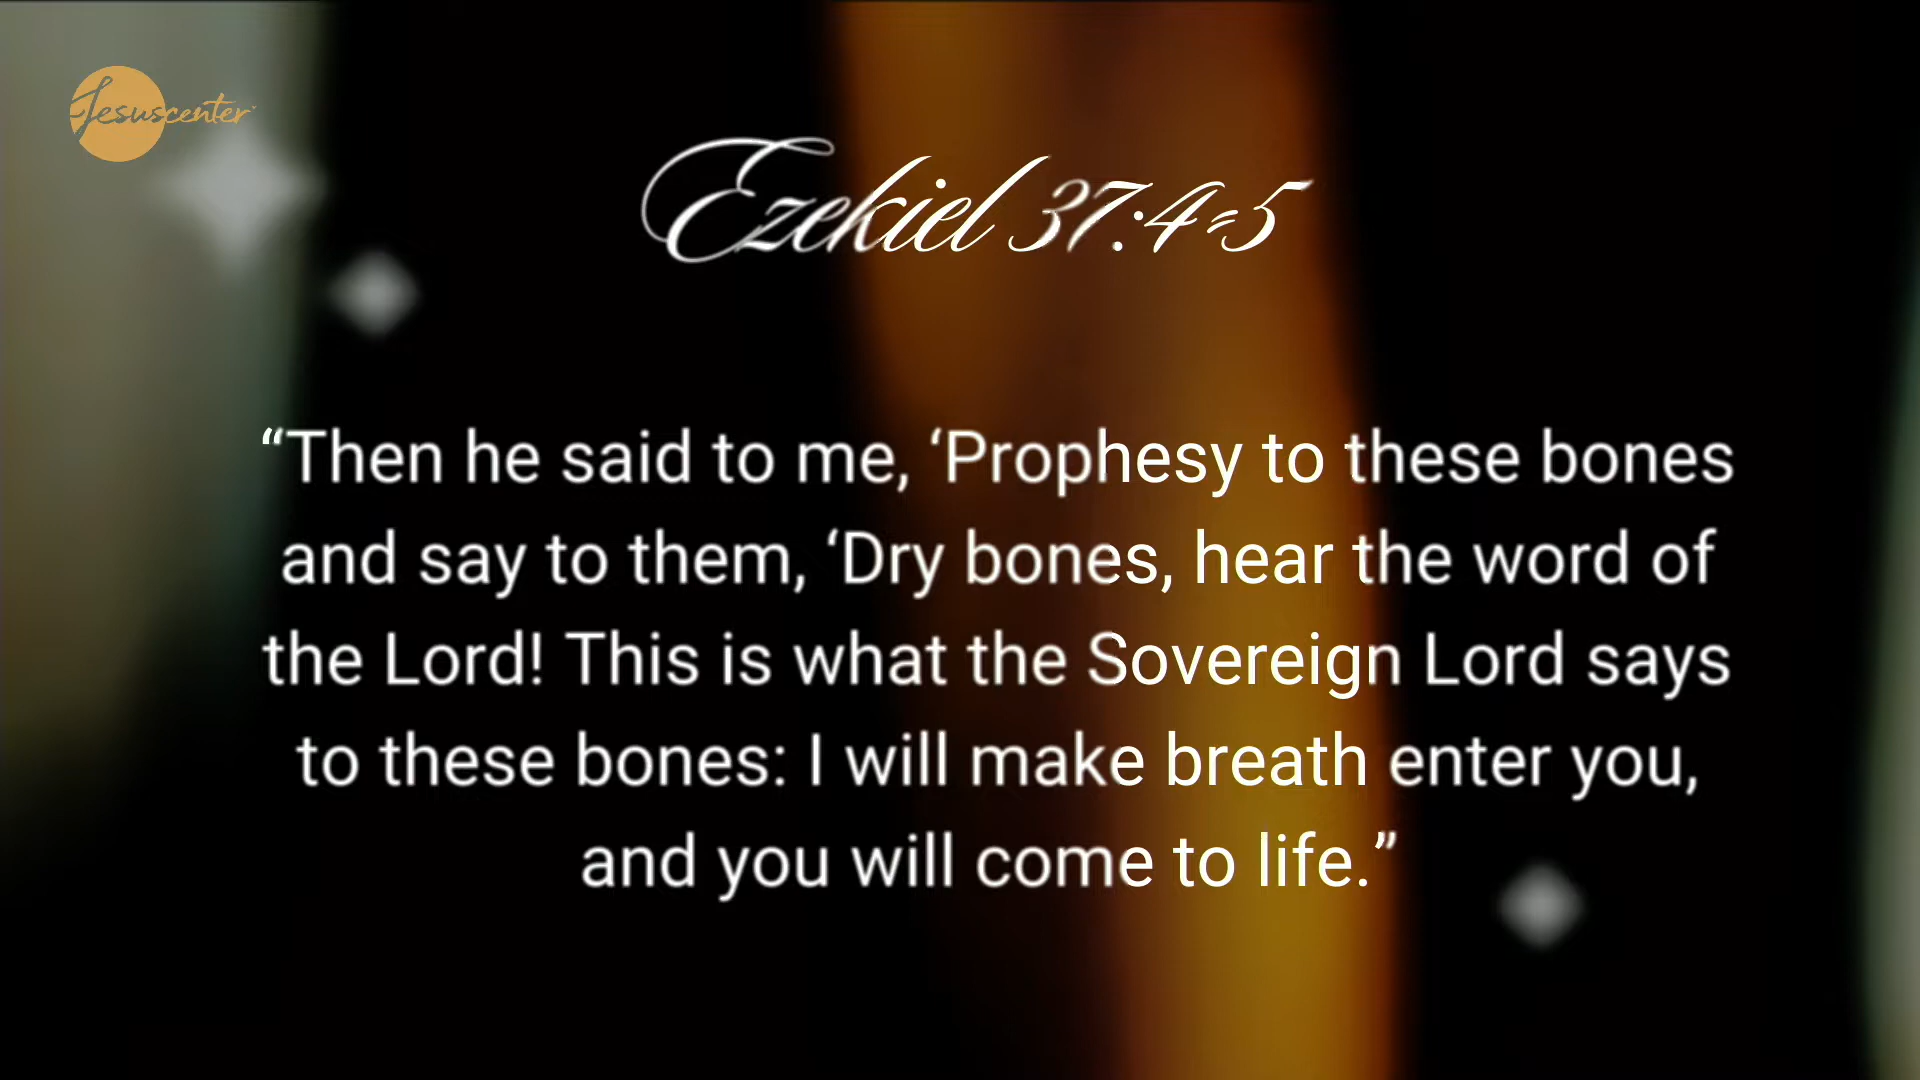 Jesuscenter
Ezekiel 37:4-5
“Then he said to me, ‘Prophesy to these bones
and say to them, ‘Dry bones, hear the word of
the Lord! This is what the Sovereign Lord says
to these bones: I will make breath enter you,
and you will come to life.”